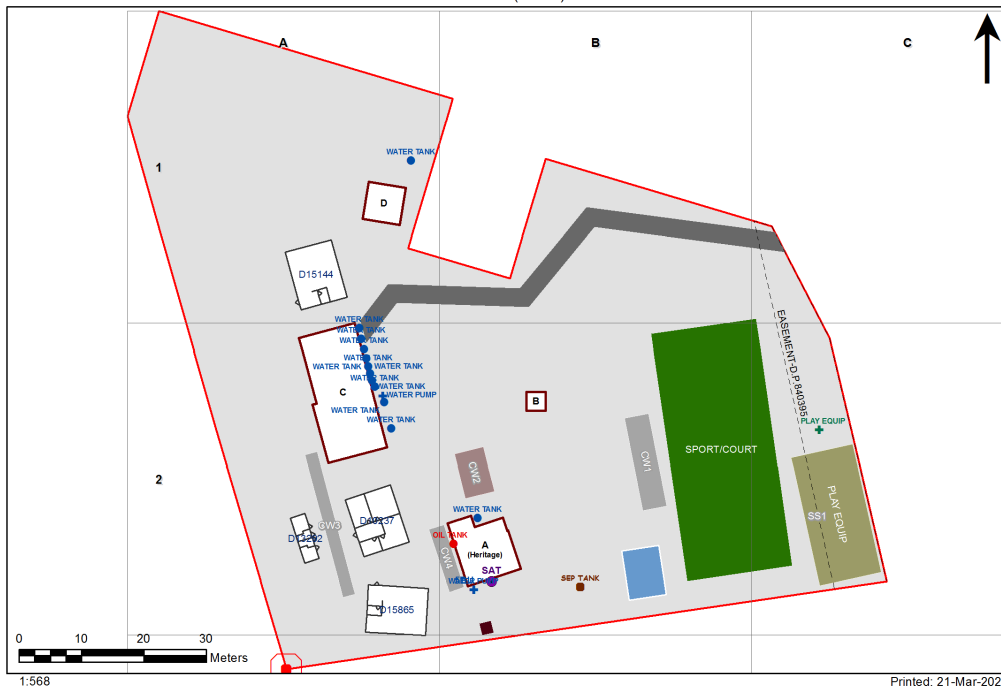 A
B
C
WATER TANK
1
D
D15144
WATER TANK
WATER TANK
WATER TANK
WATER TANK
WATER TANK
WATER TANK
WATER TANK
WATER TANK
WATER PUMP
WATER TANK
WATER TANK
C
B
EASEMENT-D.P.840395
PLAY EQUIP
SPORT/COURT
CW1
CW2
2
WATER TANK
PLAY EQUIP
SS1
CW3
OIL TANK
A
(Heritage)
CW4
SAT
WATER PUMP
SEP TANK
D15865
0
10
20
30
Meters
1:568
Printed: 21-Mar-202